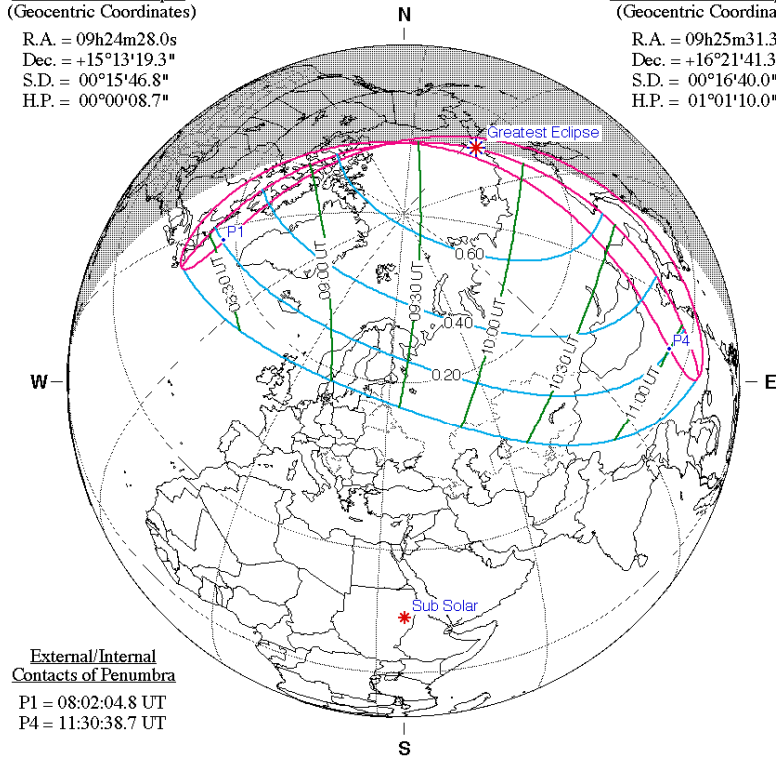 (Geocentric Coordinates)
R.A. = 09h24m28.0s
Dec. = +15°13'19.3"
S.D. = 00°15'46.8"
H.P. = 00°00'08.7"
(Geocentric Coordina
R.A. = 09h25m31.3
Dec. = +16°21'41.3
S.D. = 00°16'40.0"
H.P. = 01°01'10.0"
N
Greatest Eclipse
P1
0.60
08:30 UT
09:00 UT
09:30 UT
10:00 UT
0.40
P4
10:30 UT
0.20
11:00 UT
W
E
Sub Solar
External/Internal
Contacts of Penumbra
P1 = 08:02:04.8 UT
P4 = 11:30:38.7 UT
S